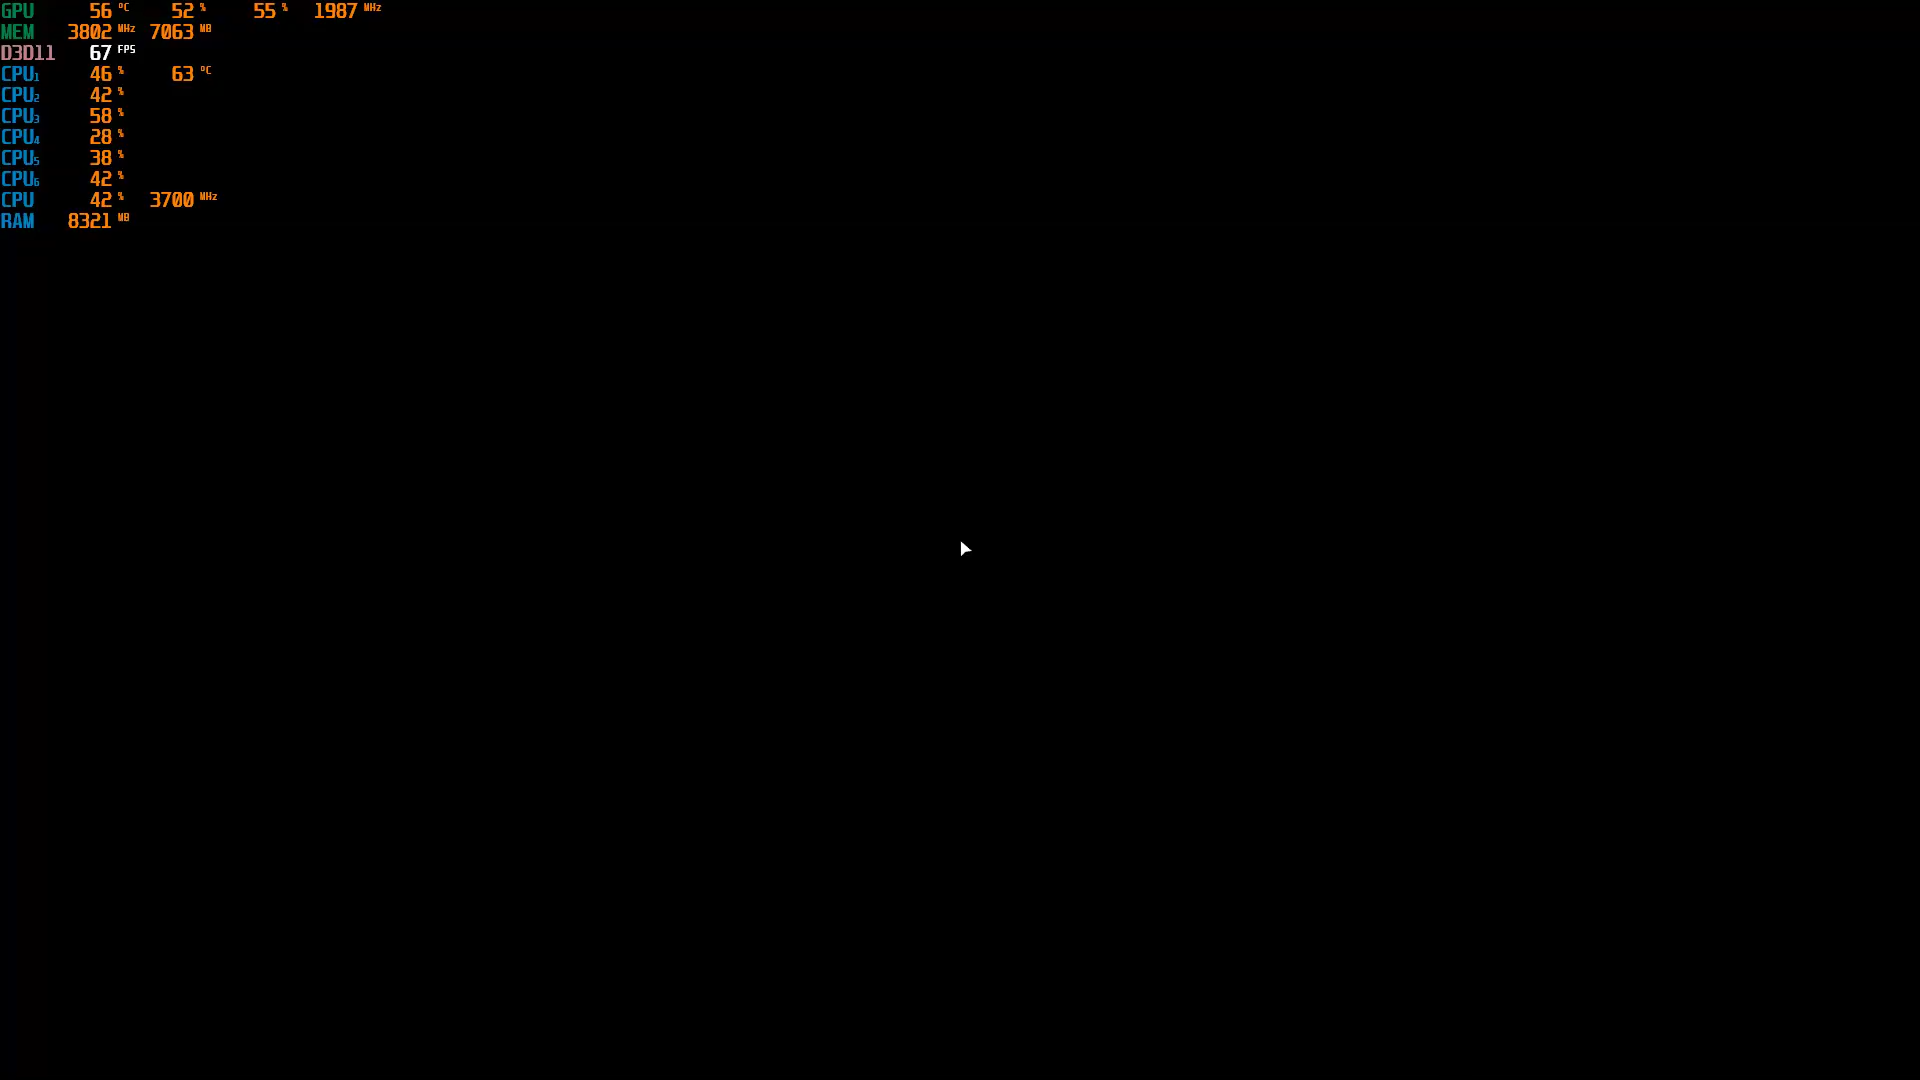 GPU 56 °C 52 % 55 % 1987 MHz
MEM 3802 MHz 7063 MB
D3D11 67 FPS
CPU1 46 % 63 °C
CPU2 42 %
CPU3 58 %
CPU4 28 %
CPU5 38 %
CPU6 42 %
CPU 42 % 3700 MHz
RAM 8321 MB